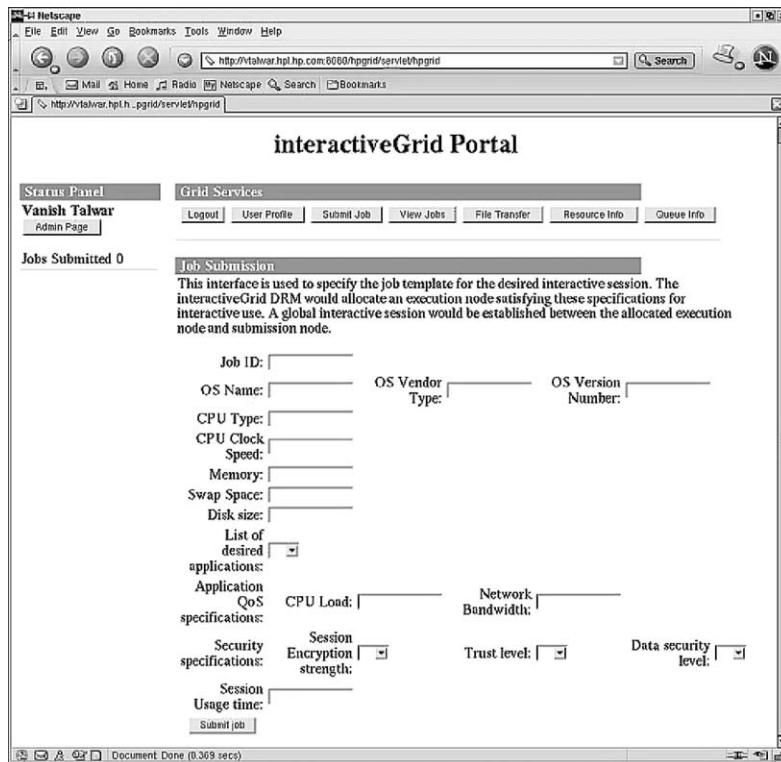 Netscape
File Edit View Go Bookmarks Tools Window Help
http://vtalwar.hpl.hp.com:8080/hpgrid/servlet/hpgrid
Search
N
Mail Home Radio My Netscape Search Bookmarks
http://vtalwar.hpl.h...pgrid/servlet/hpgrid
interactiveGrid Portal
Status Panel
Vanish Talwar
Admin Page
Jobs Submitted 0
Grid Services
Logout User Profile Submit Job View Jobs File Transfer Resource Info Queue Info
Job Submission
This interface is used to specify the job template for the desired interactive session. The
interactiveGrid DRM would allocate an execution node satisfying these specifications for
interactive use. A global interactive session would be established between the allocated execution
node and submission node.
Job ID:
OS Name:
OS Vendor
Type:
OS Version
Number:
CPU Type:
CPU Clock
Speed:
Memory:
Swap Space:
Disk size:
List of
desired
applications:
Application
QoS
specifications:
CPU Load:
Network
Bandwidth:
Security
specifications:
Session
Encryption
strength:
Trust level:
Data security
level:
Session
Usage time:
Submit job
Document: Done (0.369 secs)